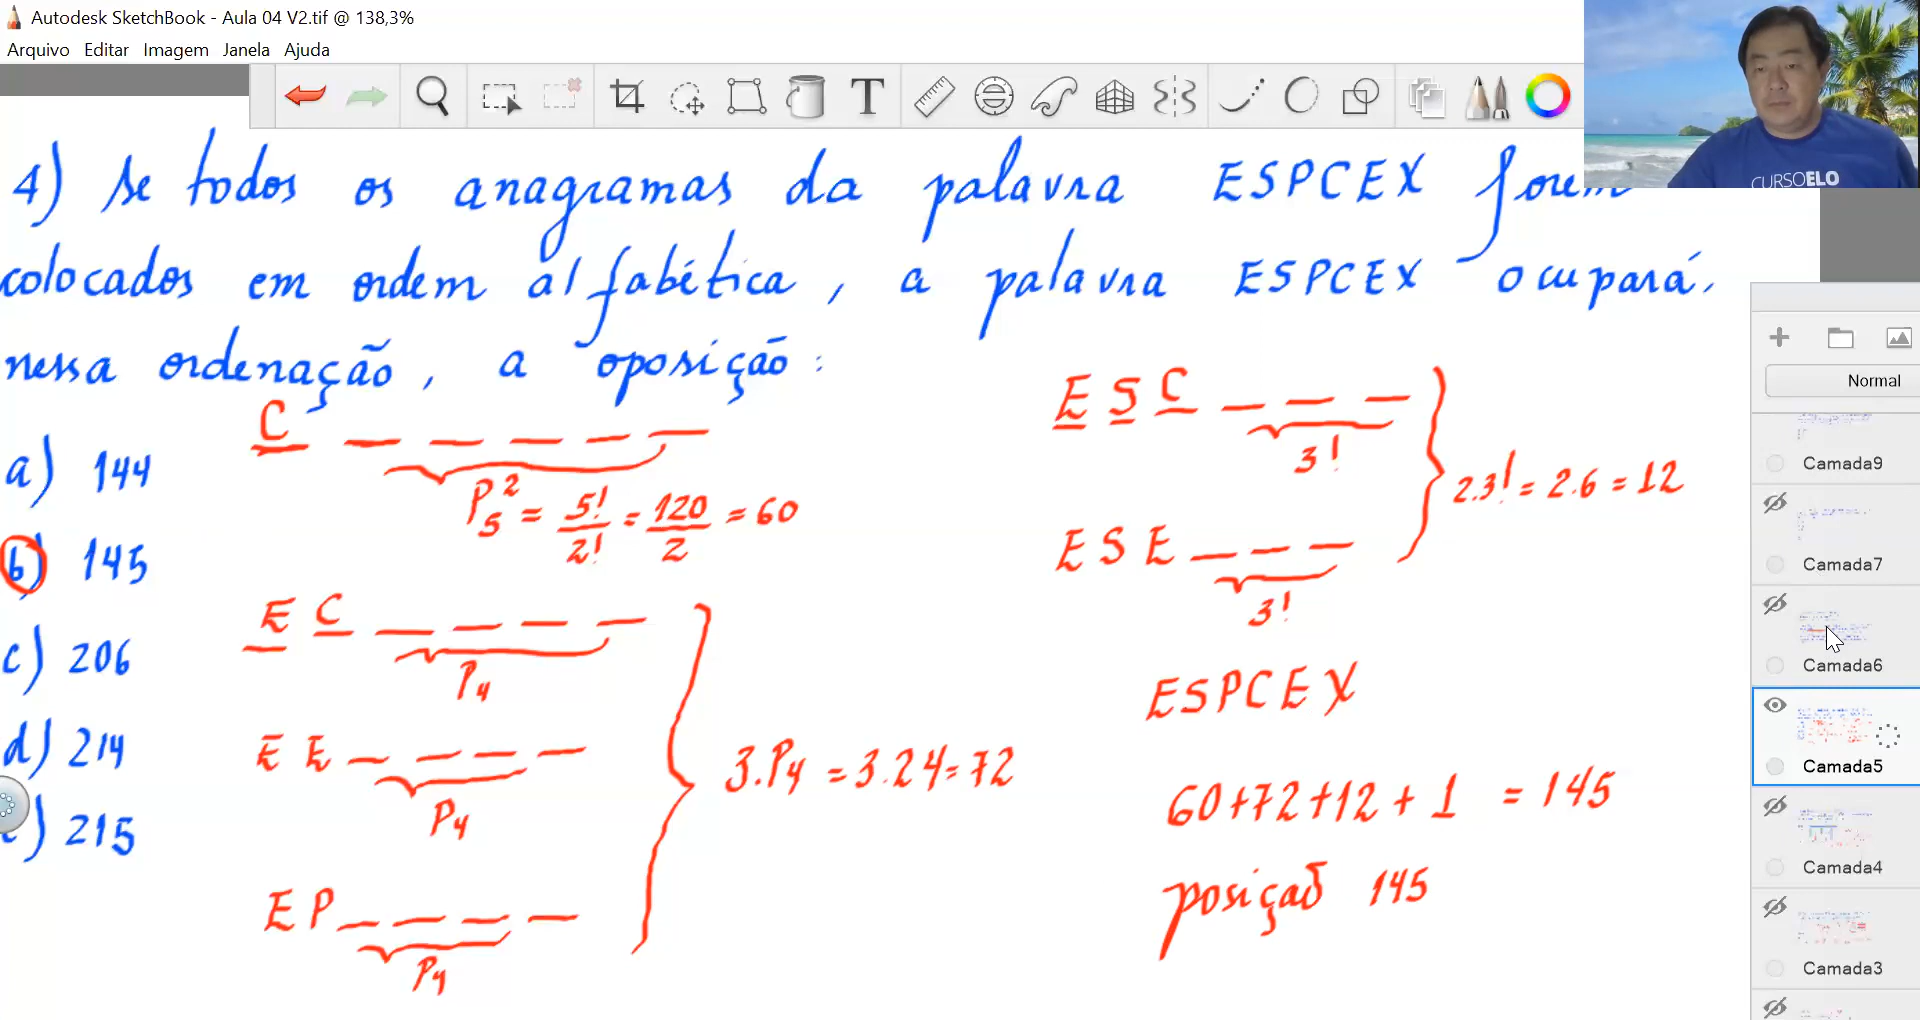 Autodesk SketchBook - Aula 04 V2.tif @ 138,3%
Arquivo Editar Imagem Janela Ajuda
T
CURSOELO
4) Se todos os anagramas da palavra ESPCEX forem
colocados em ordem alfabética, a palavra ESPCEX ocupará,
nessa ordenação, a oposição:
a) 144
b) 145
c) 206
d) 214
e) 215
C _ _ _ _ _
P5^2 = 5!/2! = 120/2 = 60
E C _ _ _ _
P4
E E _ _ _ _
P4
E P _ _ _ _
P4
3.P4 = 3.24=72
E S C _ _ _
3!
E S E _ _ _
3!
2.3! = 2.6 = 12
ESPCEX
60+72+12+1 = 145
posição 145
Normal
Camada9
Camada7
Camada6
Camada5
Camada4
Camada3